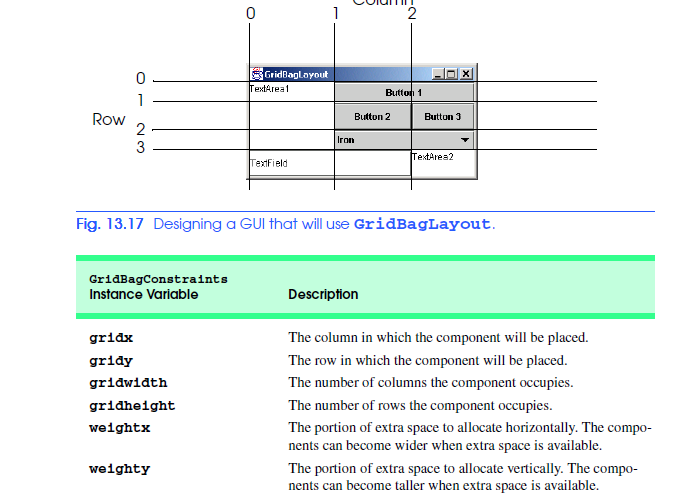 Column
0 1 2
GridBagLayout
0
TextArea1 Button 1
1
Row
Button 2 Button 3
2
Iron
3
TextField TextArea2
Fig. 13.17 Designing a GUI that will use GridBagLayout.
GridBagConstraints
Instance Variable Description
gridx The column in which the component will be placed.
gridy The row in which the component will be placed.
gridwidth The number of columns the component occupies.
gridheight The number of rows the component occupies.
weightx The portion of extra space to allocate horizontally. The compo-
nents can become wider when extra space is available.
weighty The portion of extra space to allocate vertically. The compo-
nents can become taller when extra space is available.